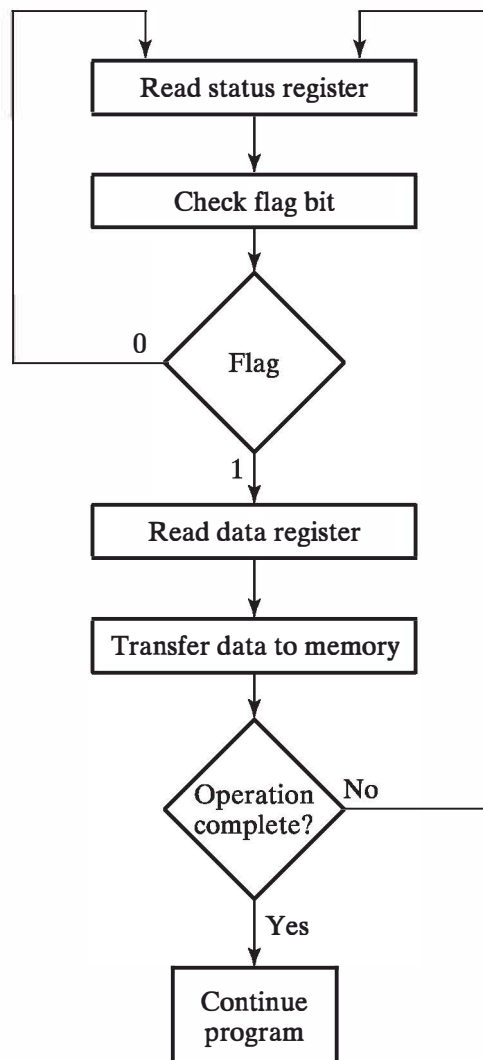 Read status register
Check flag bit
0
Flag
1
Read data register
Transfer data to memory
Operation
complete?
No
Yes
Continue
program